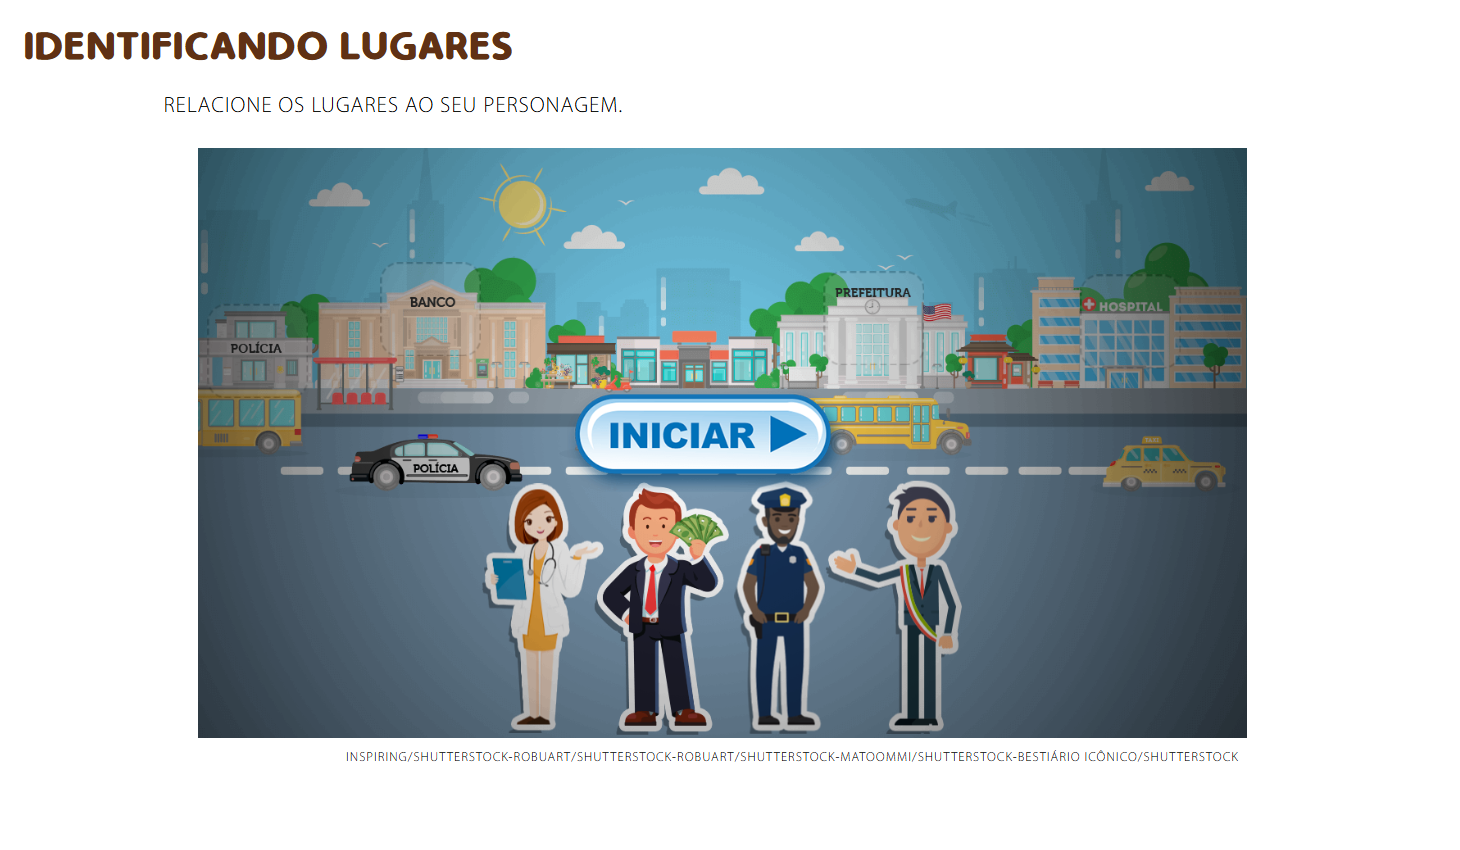 IDENTIFICANDO LUGARES
RELACIONE OS LUGARES AO SEU PERSONAGEM.
BANCO
PREFEITURA
HOSPITAL
POLÍCIA
INICIAR
POLÍCIA
TAXI
INSPIRING/SHUTTERSTOCK-ROBUART/SHUTTERSTOCK-ROBUART/SHUTTERSTOCK-MATOOMMI/SHUTTERSTOCK-BESTIÁRIO ICÔNICO/SHUTTERSTOCK